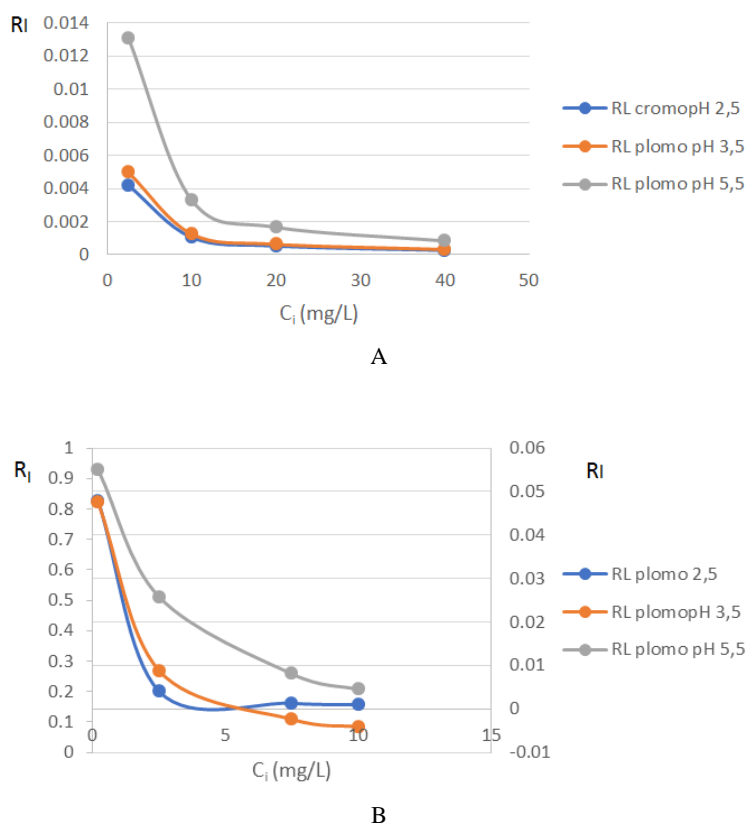 RI
0.014
0.012
0.01
0.008
0.006
0.004
0.002
0
0 10 20 30 40 50
Ci (mg/L)
RL cromopH 2,5
RL plomo pH 3,5
RL plomo pH 5,5
A
RI
1
0.9
0.8
0.7
0.6
0.5
0.4
0.3
0.2
0.1
0
0 5 10 15
Ci (mg/L)
0.06
0.05
0.04
0.03
0.02
0.01
0
-0.01
RI
RL plomo 2,5
RL plomopH 3,5
RL plomo pH 5,5
B